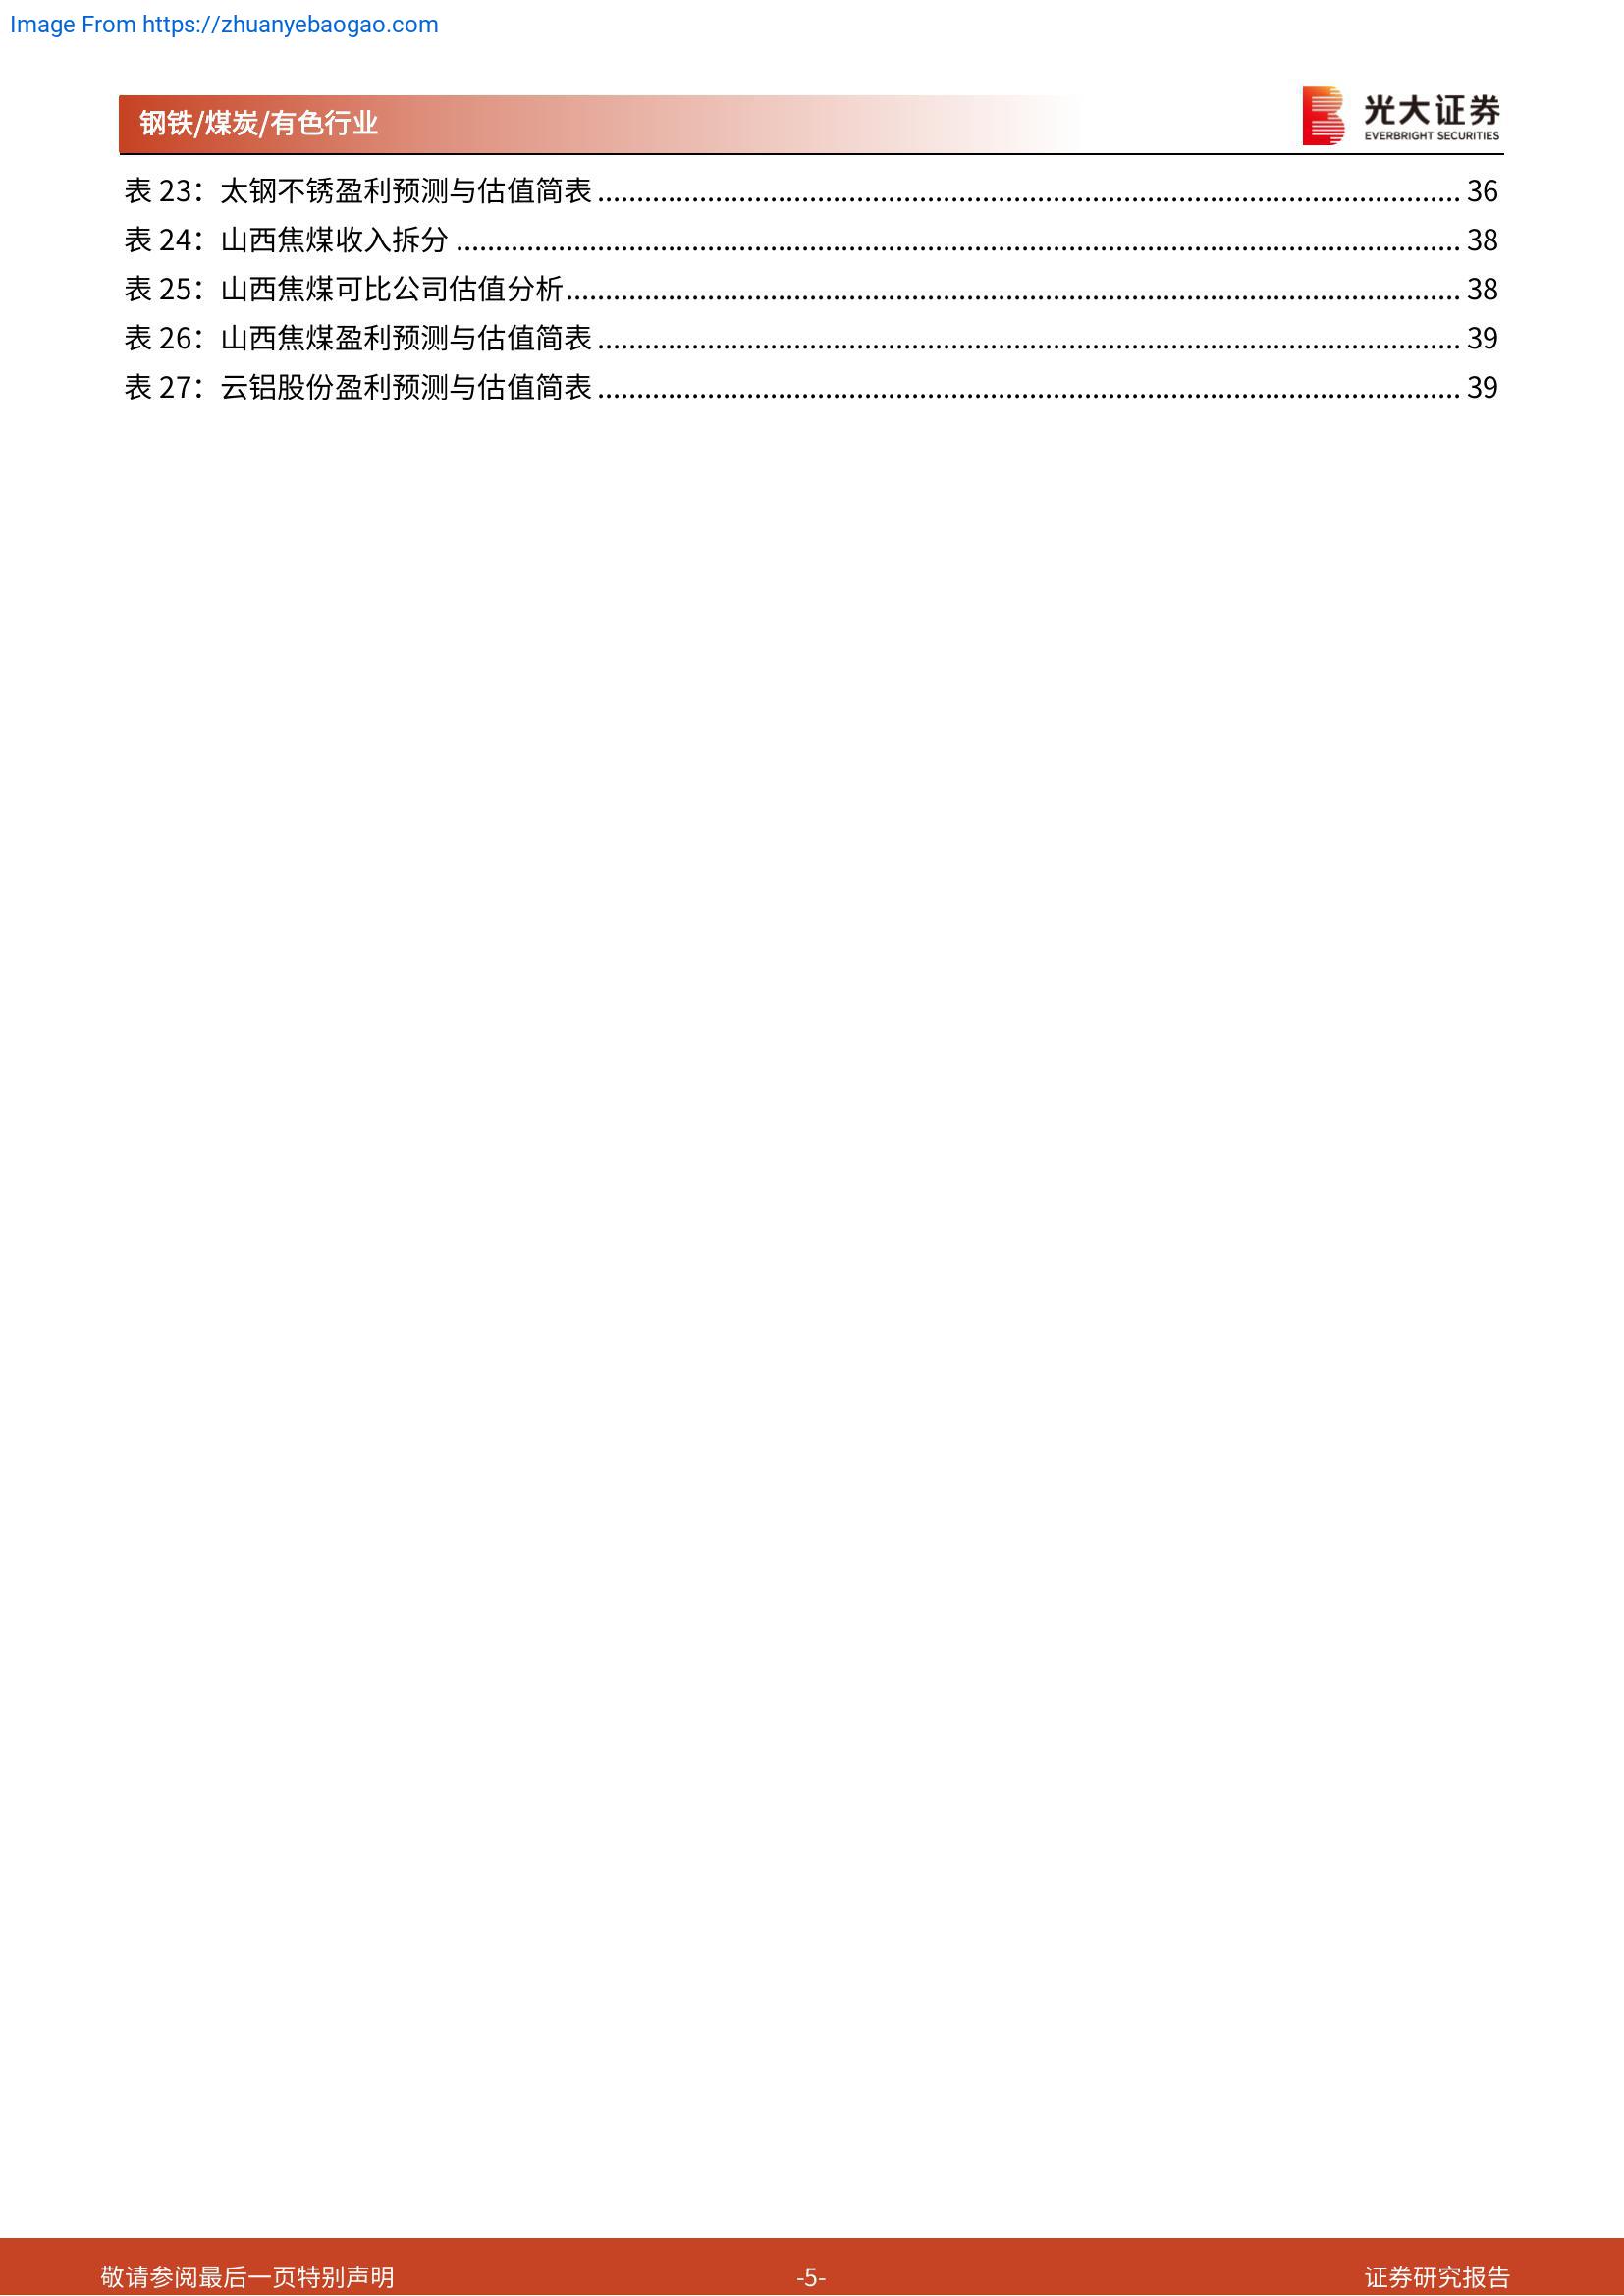 Image From https://zhuanyebaogao.com
钢铁/煤炭/有色行业
光大证券
EVERBRIGHT SECURITIES
表 23：太钢不锈盈利预测与估值简表 36
表 24：山西焦煤收入拆分 38
表 25：山西焦煤可比公司估值分析 38
表 26：山西焦煤盈利预测与估值简表 39
表 27：云铝股份盈利预测与估值简表 39
敬请参阅最后一页特别声明 -5- 证券研究报告